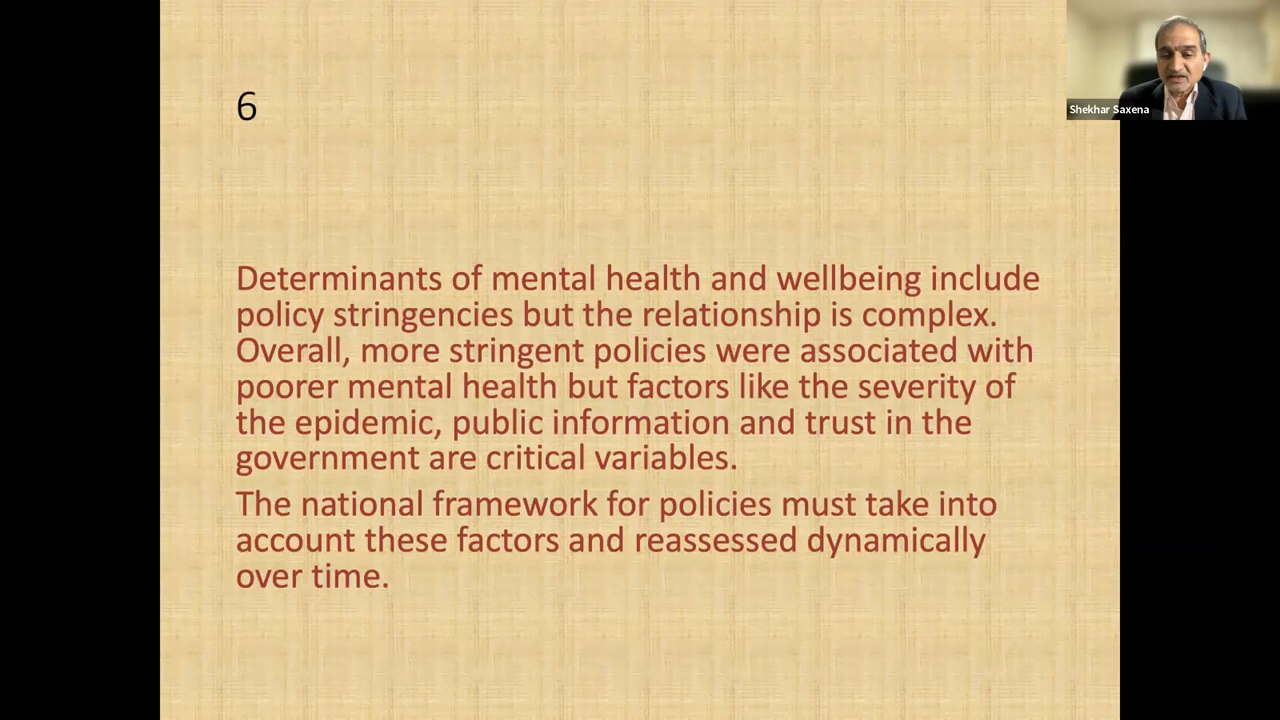 6
Shekhar Saxena
Determinants of mental health and wellbeing include
policy stringencies but the relationship is complex.
Overall, more stringent policies were associated with
poorer mental health but factors like the severity of
the epidemic, public information and trust in the
government are critical variables.
The national framework for policies must take into
account these factors and reassessed dynamically
over time.